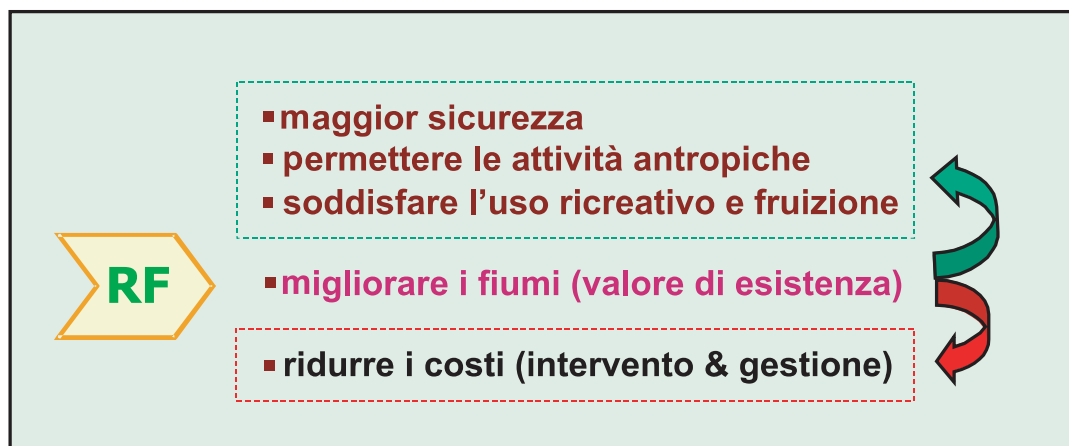 ▪ maggior sicurezza
▪ permettere le attività antropiche
▪ soddisfare l’uso ricreativo e fruizione
RF
▪ migliorare i fiumi (valore di esistenza)
▪ ridurre i costi (intervento & gestione)